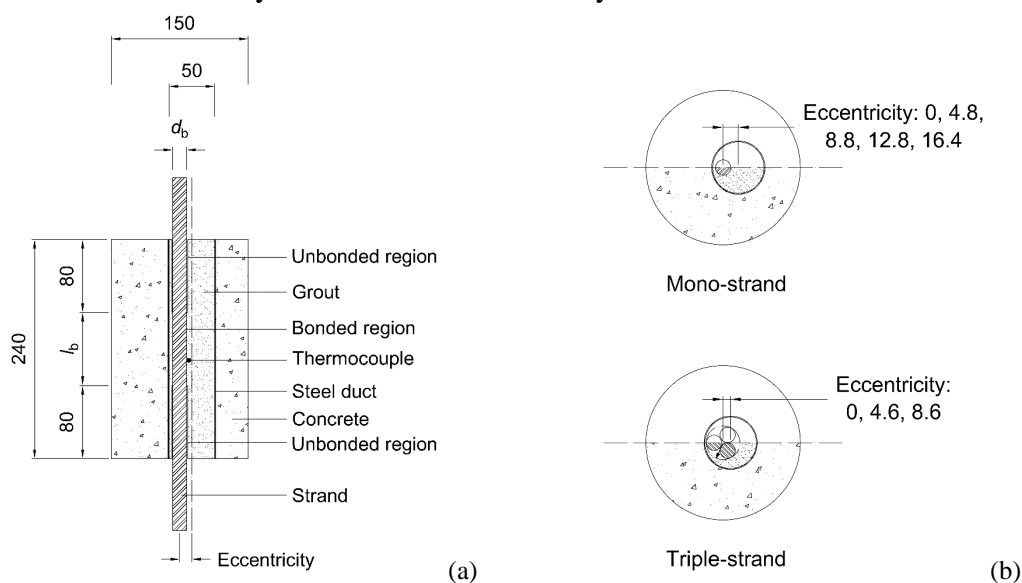 150
50
d_b
240
80
l_b
80
Unbonded region
Grout
Bonded region
Thermocouple
Steel duct
Concrete
Unbonded region
Strand
Eccentricity
(a)
Eccentricity: 0, 4.8,
8.8, 12.8, 16.4
Mono-strand
Eccentricity:
0, 4.6, 8.6
Triple-strand
(b)